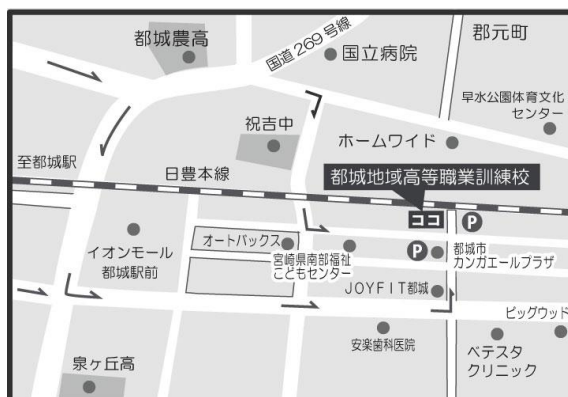 都城農高
国道269号線
国立病院
郡元町
早水公園体育文化
センター
祝吉中
ホームワイド
至都城駅
日豊本線
都城地域高等職業訓練校
ココ
P
イオンモール
都城駅前
オートバックス
宮崎県南部福祉
こどもセンター
P
都城市
カンガエールプラザ
JOYFIT都城
ビッグウッド
安楽歯科医院
ベテスタ
クリニック
泉ヶ丘高